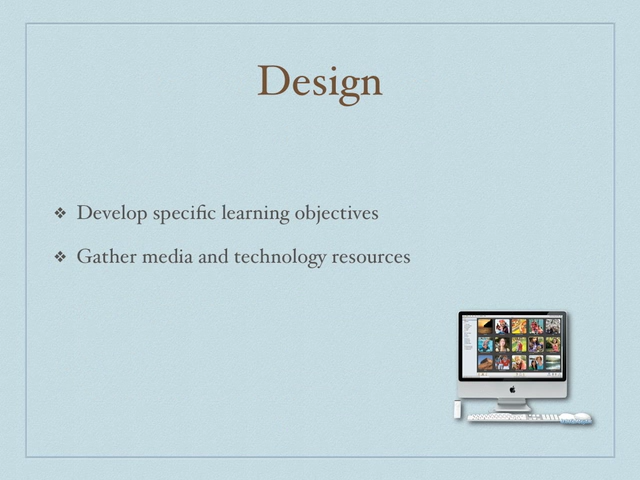 Design
❖ Develop specific learning objectives
❖ Gather media and technology resources